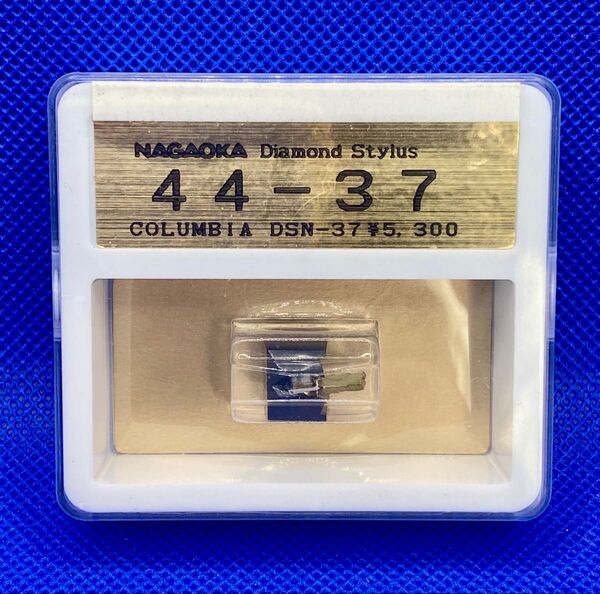 NAGAOKA Diamond Stylus
44-37
COLUMBIA DSN-37 ¥5,300